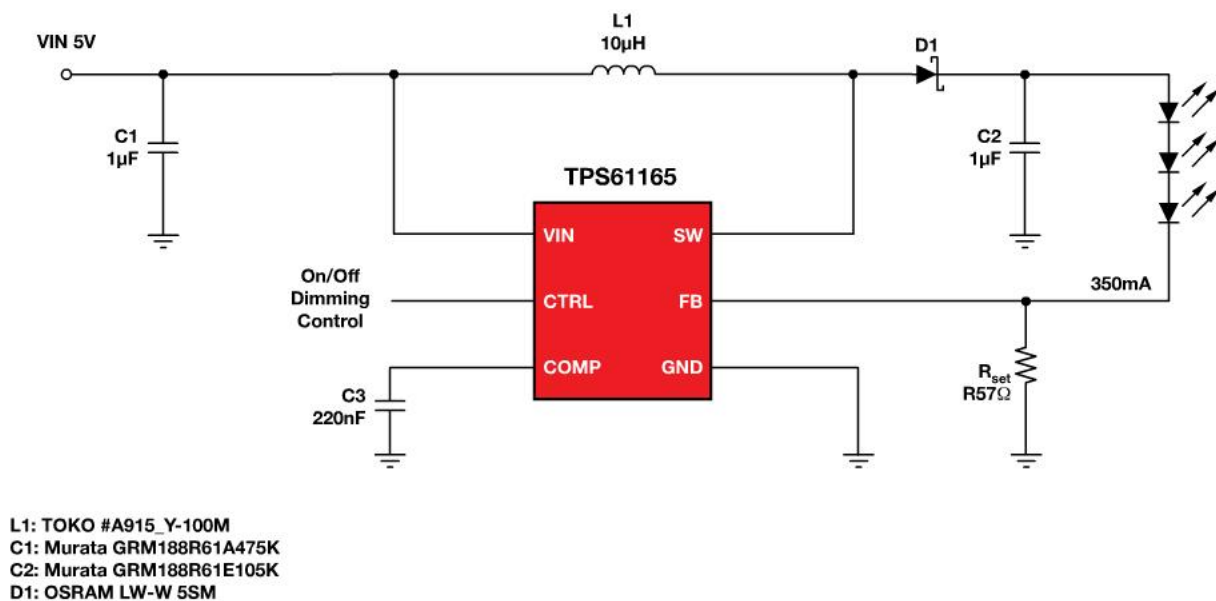 VIN 5V
L1
10µH
D1
C1
1µF
C2
1µF
TPS61165
VIN
SW
On/Off
Dimming
Control
CTRL
FB
350mA
COMP
GND
C3
220nF
Rset
R57Ω
L1: TOKO #A915_Y-100M
C1: Murata GRM188R61A475K
C2: Murata GRM188R61E105K
D1: OSRAM LW-W 5SM